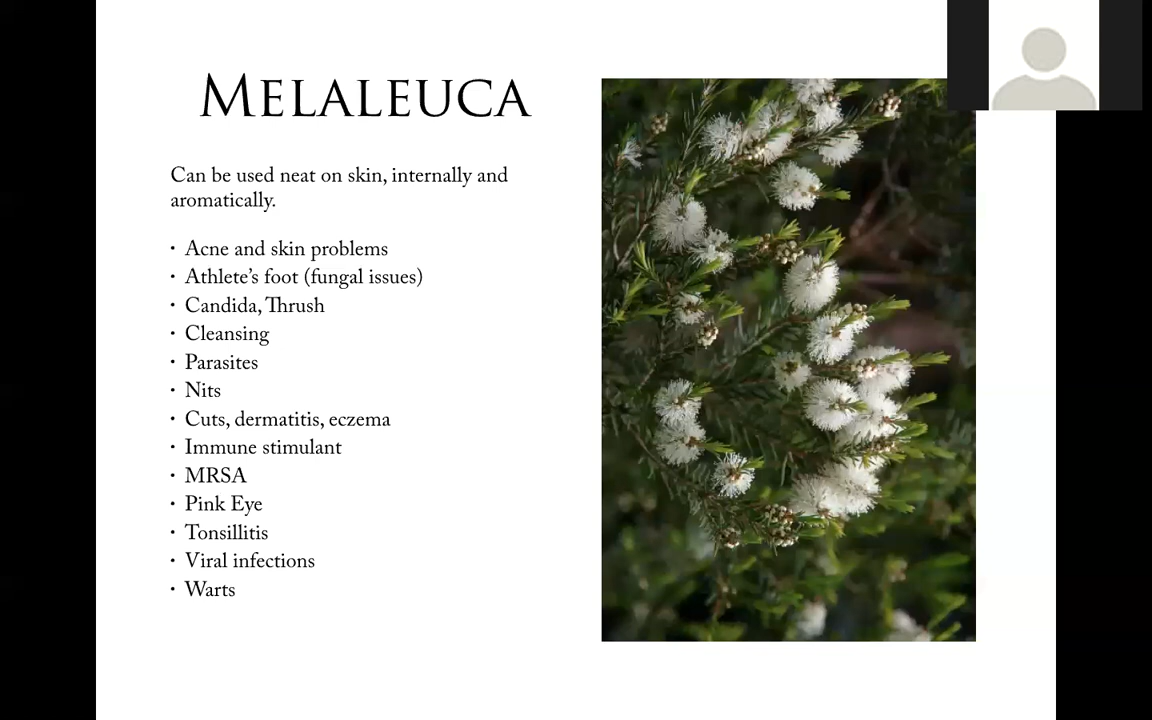 Melaleuca
Can be used neat on skin, internally and
aromatically.
• Acne and skin problems
• Athlete’s foot (fungal issues)
• Candida, Thrush
• Cleansing
• Parasites
• Nits
• Cuts, dermatitis, eczema
• Immune stimulant
• MRSA
• Pink Eye
• Tonsillitis
• Viral infections
• Warts